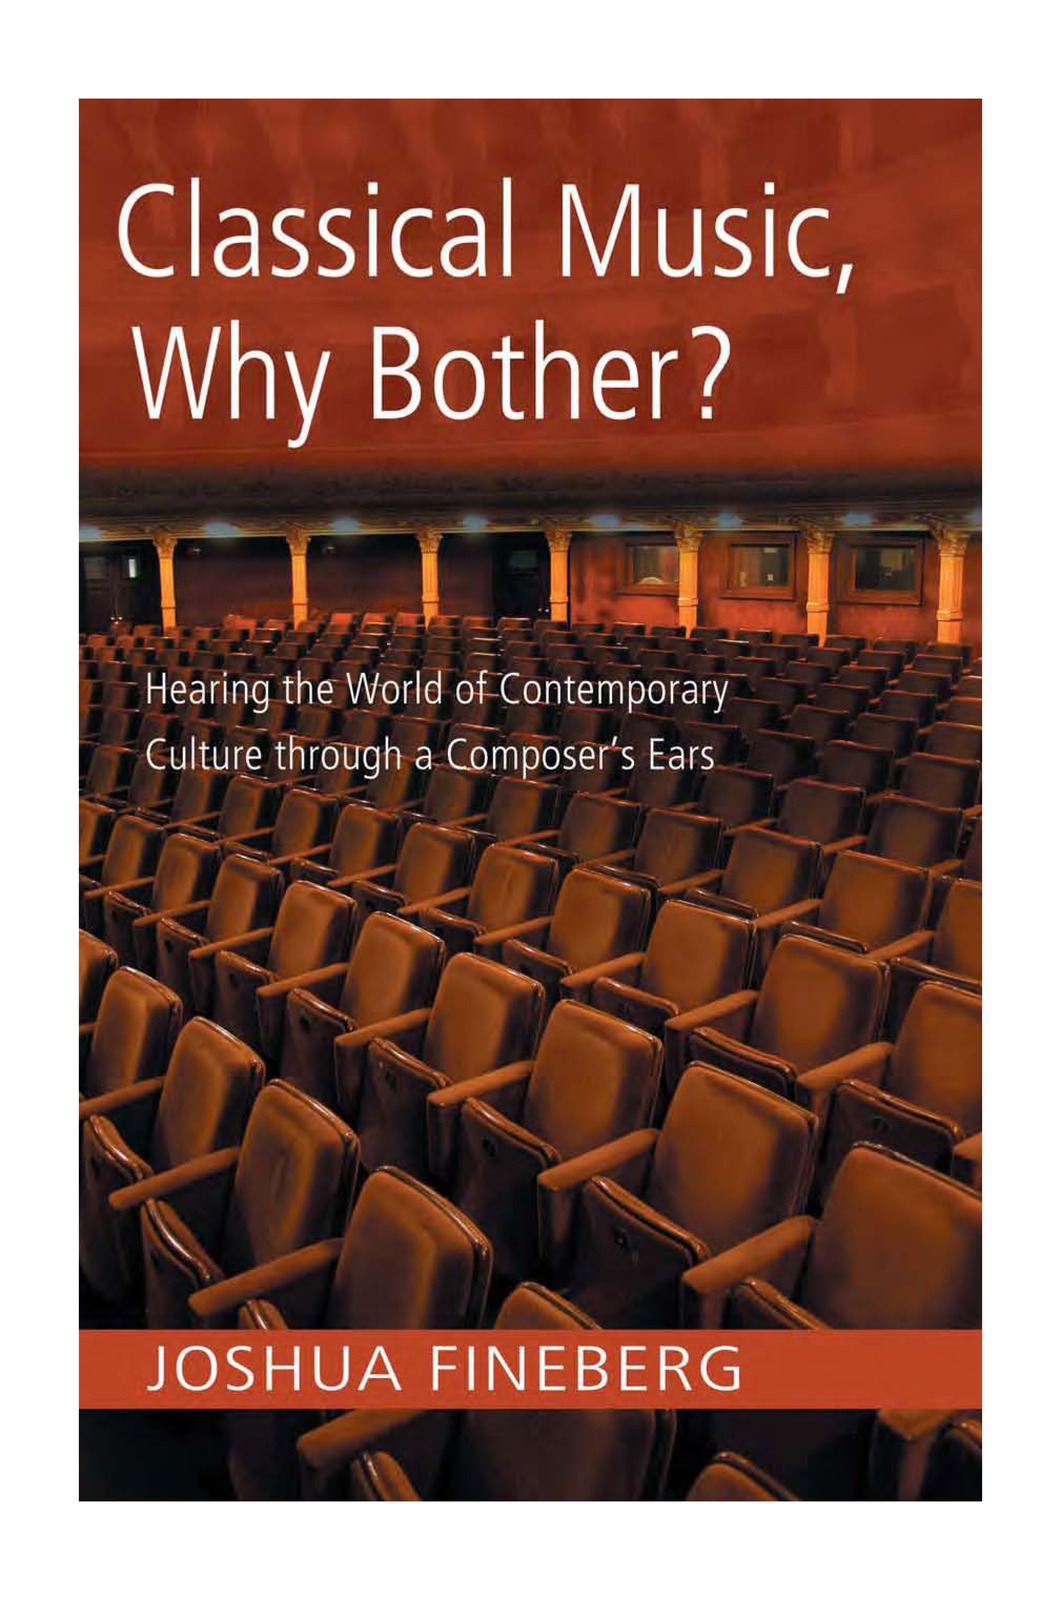 Classical Music,
Why Bother?
Hearing the World of Contemporary
Culture through a Composer's Ears
JOSHUA FINEBERG